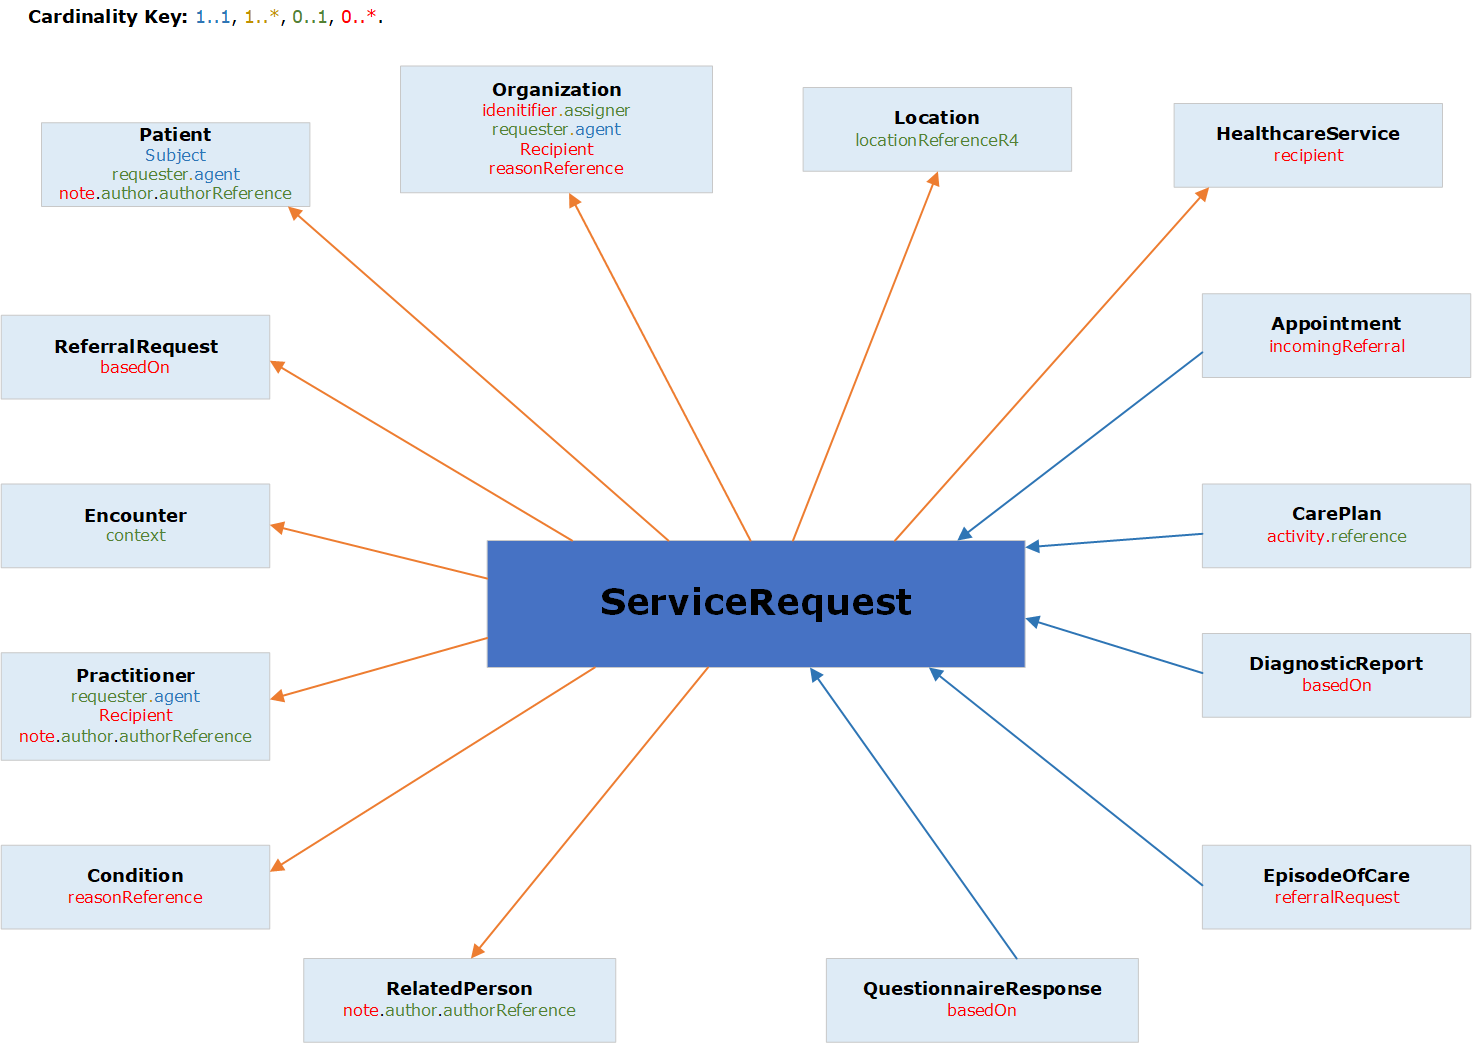 Cardinality Key: 1..1, 1..*, 0..1, 0..*.
Organization
idenitifier.assigner
requester.agent
Recipient
reasonReference
Location
locationReferenceR4
HealthcareService
recipient
Patient
Subject
requester.agent
note.author.authorReference
Appointment
incomingReferral
ReferralRequest
basedOn
Encounter
context
CarePlan
activity.reference
ServiceRequest
Practitioner
requester.agent
Recipient
note.author.authorReference
DiagnosticReport
basedOn
Condition
reasonReference
EpisodeOfCare
referralRequest
RelatedPerson
note.author.authorReference
QuestionnaireResponse
basedOn